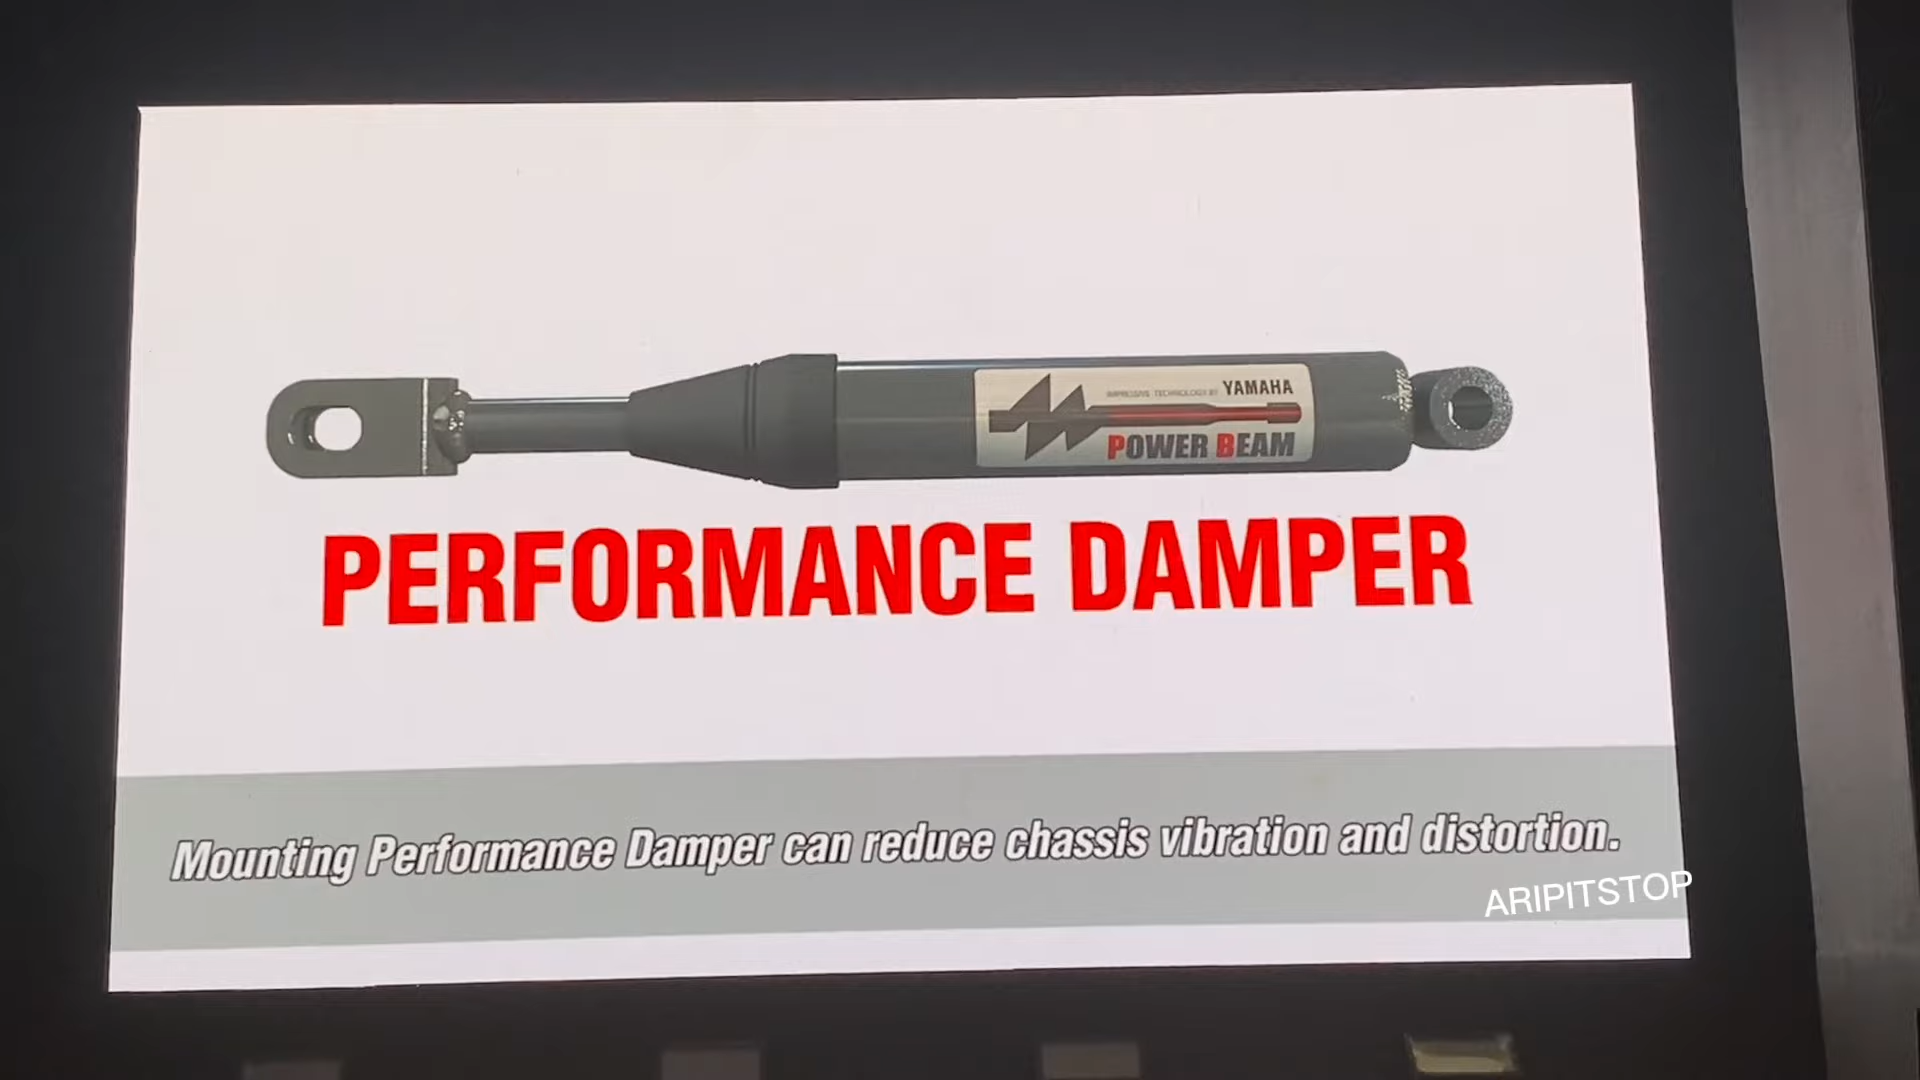 IMPRESSIVE TECHNOLOGY BY YAMAHA
POWER BEAM
PERFORMANCE DAMPER
Mounting Performance Damper can reduce chassis vibration and distortion.
ARIPITSTOP